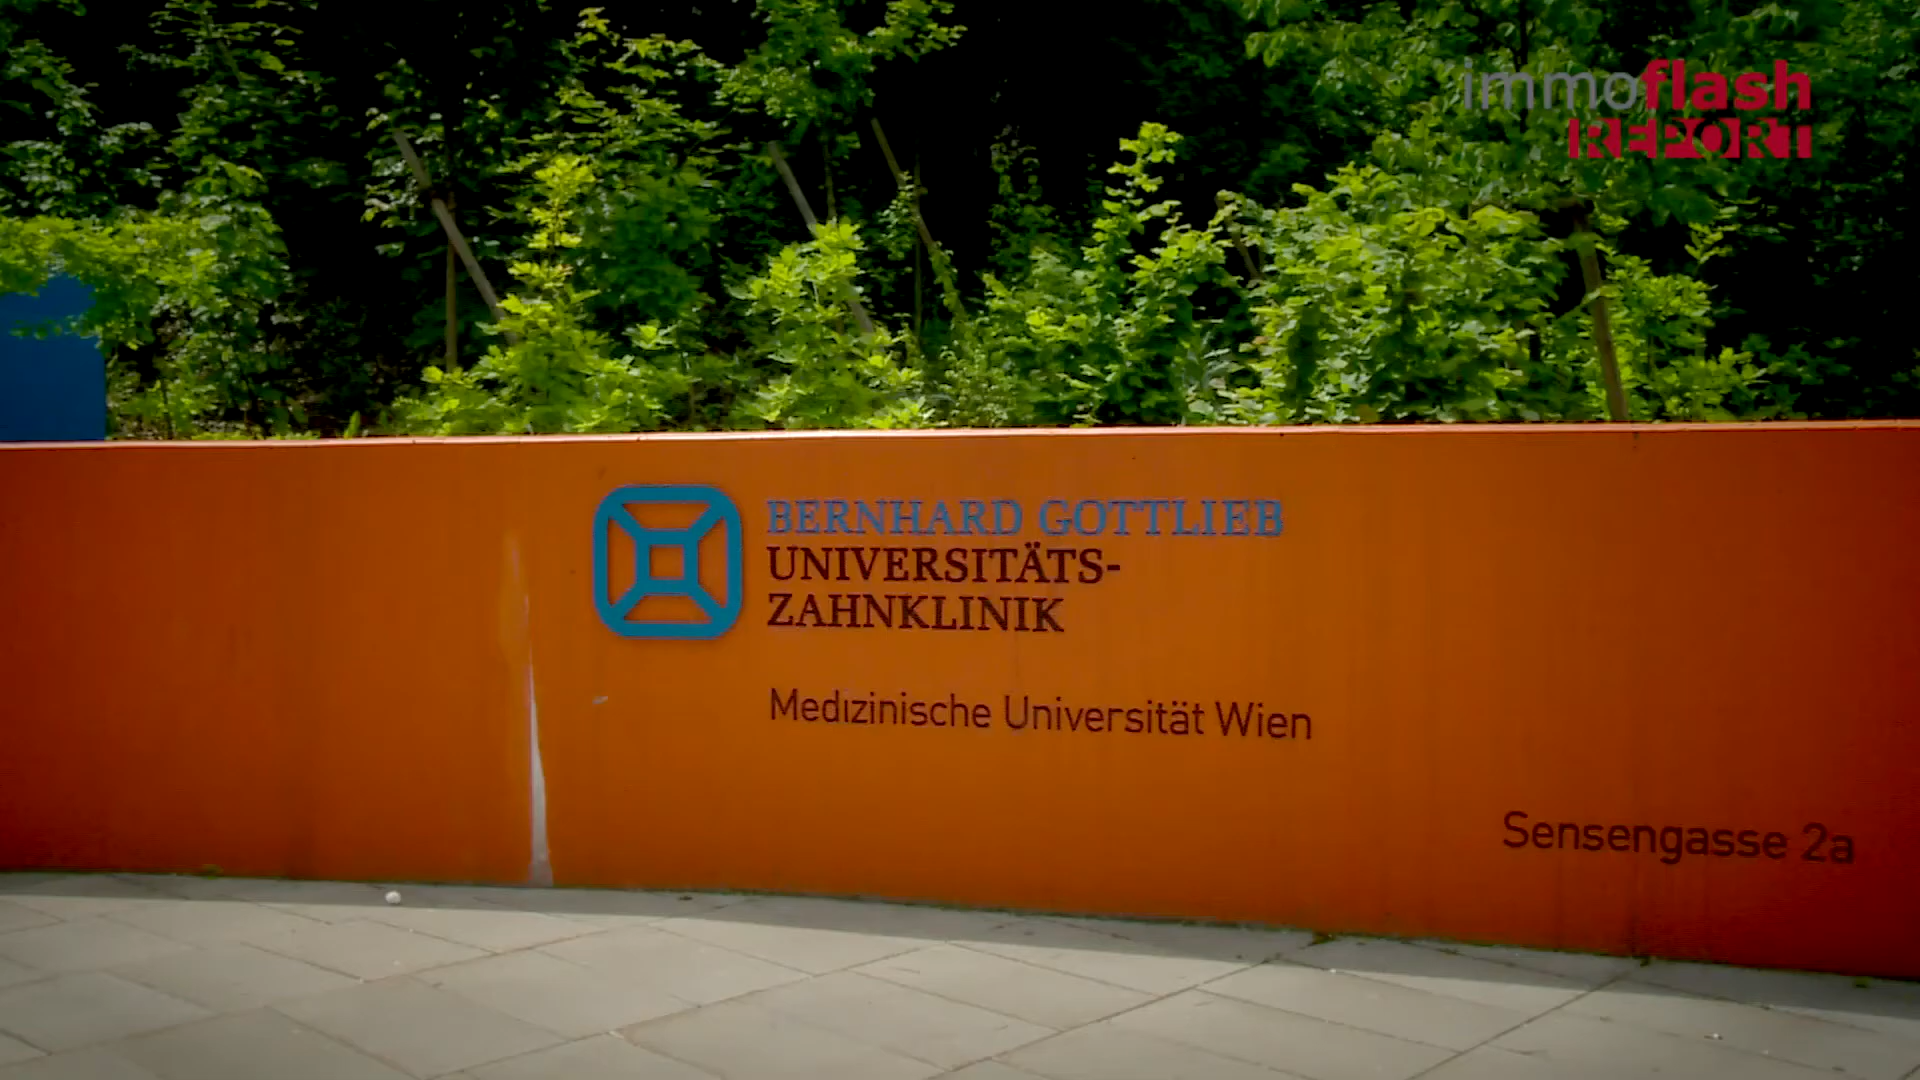 immoflash
REPORT
BERNHARD GOTTLIEB
UNIVERSITÄTS-
ZAHNKLINIK
Medizinische Universität Wien
Sensengasse 2a